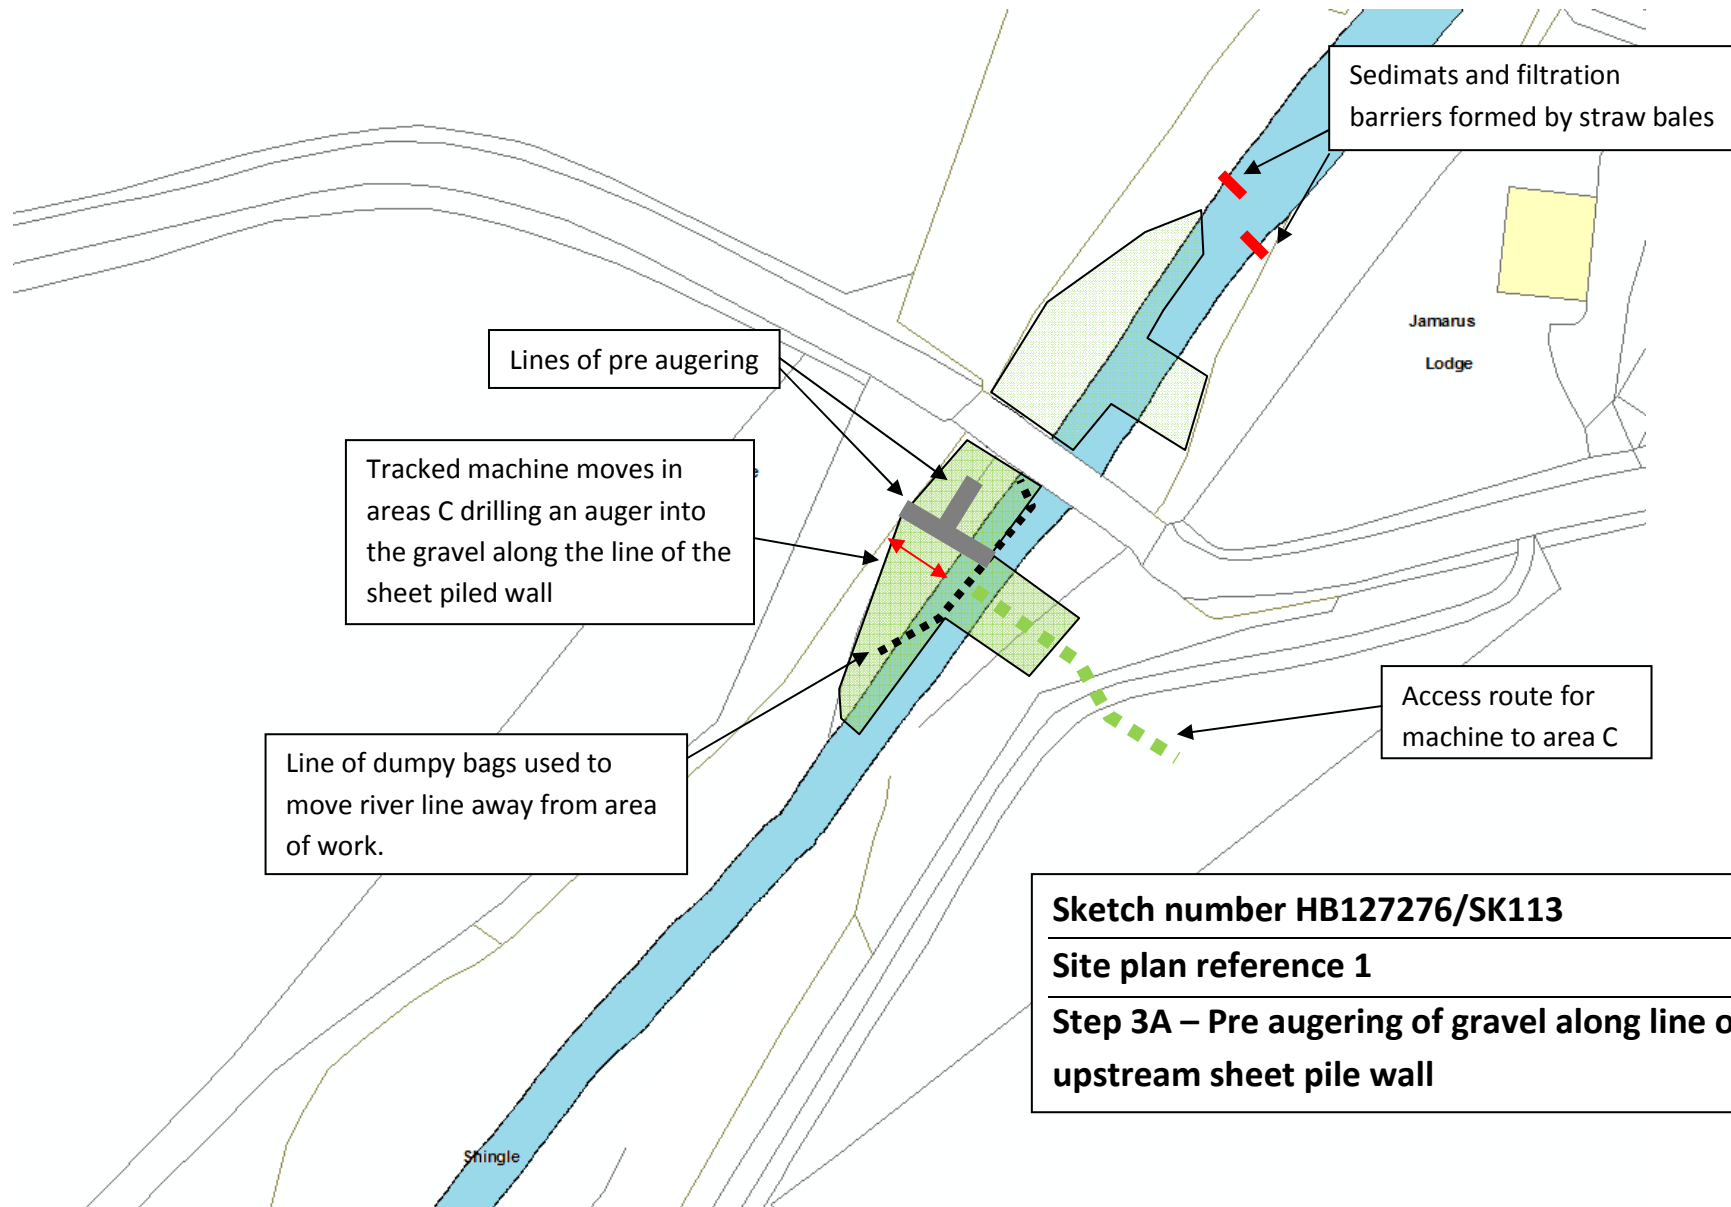 Sedimats and filtration
barriers formed by straw bales
Jamarus
Lodge
Lines of pre augering
Tracked machine moves in
areas C drilling an auger into
the gravel along the line of the
sheet piled wall
e
Access route for
machine to area C
Line of dumpy bags used to
move river line away from area
of work.
Sketch number HB127276/SK113
Site plan reference 1
Step 3A – Pre augering of gravel along line o
upstream sheet pile wall
Shingle